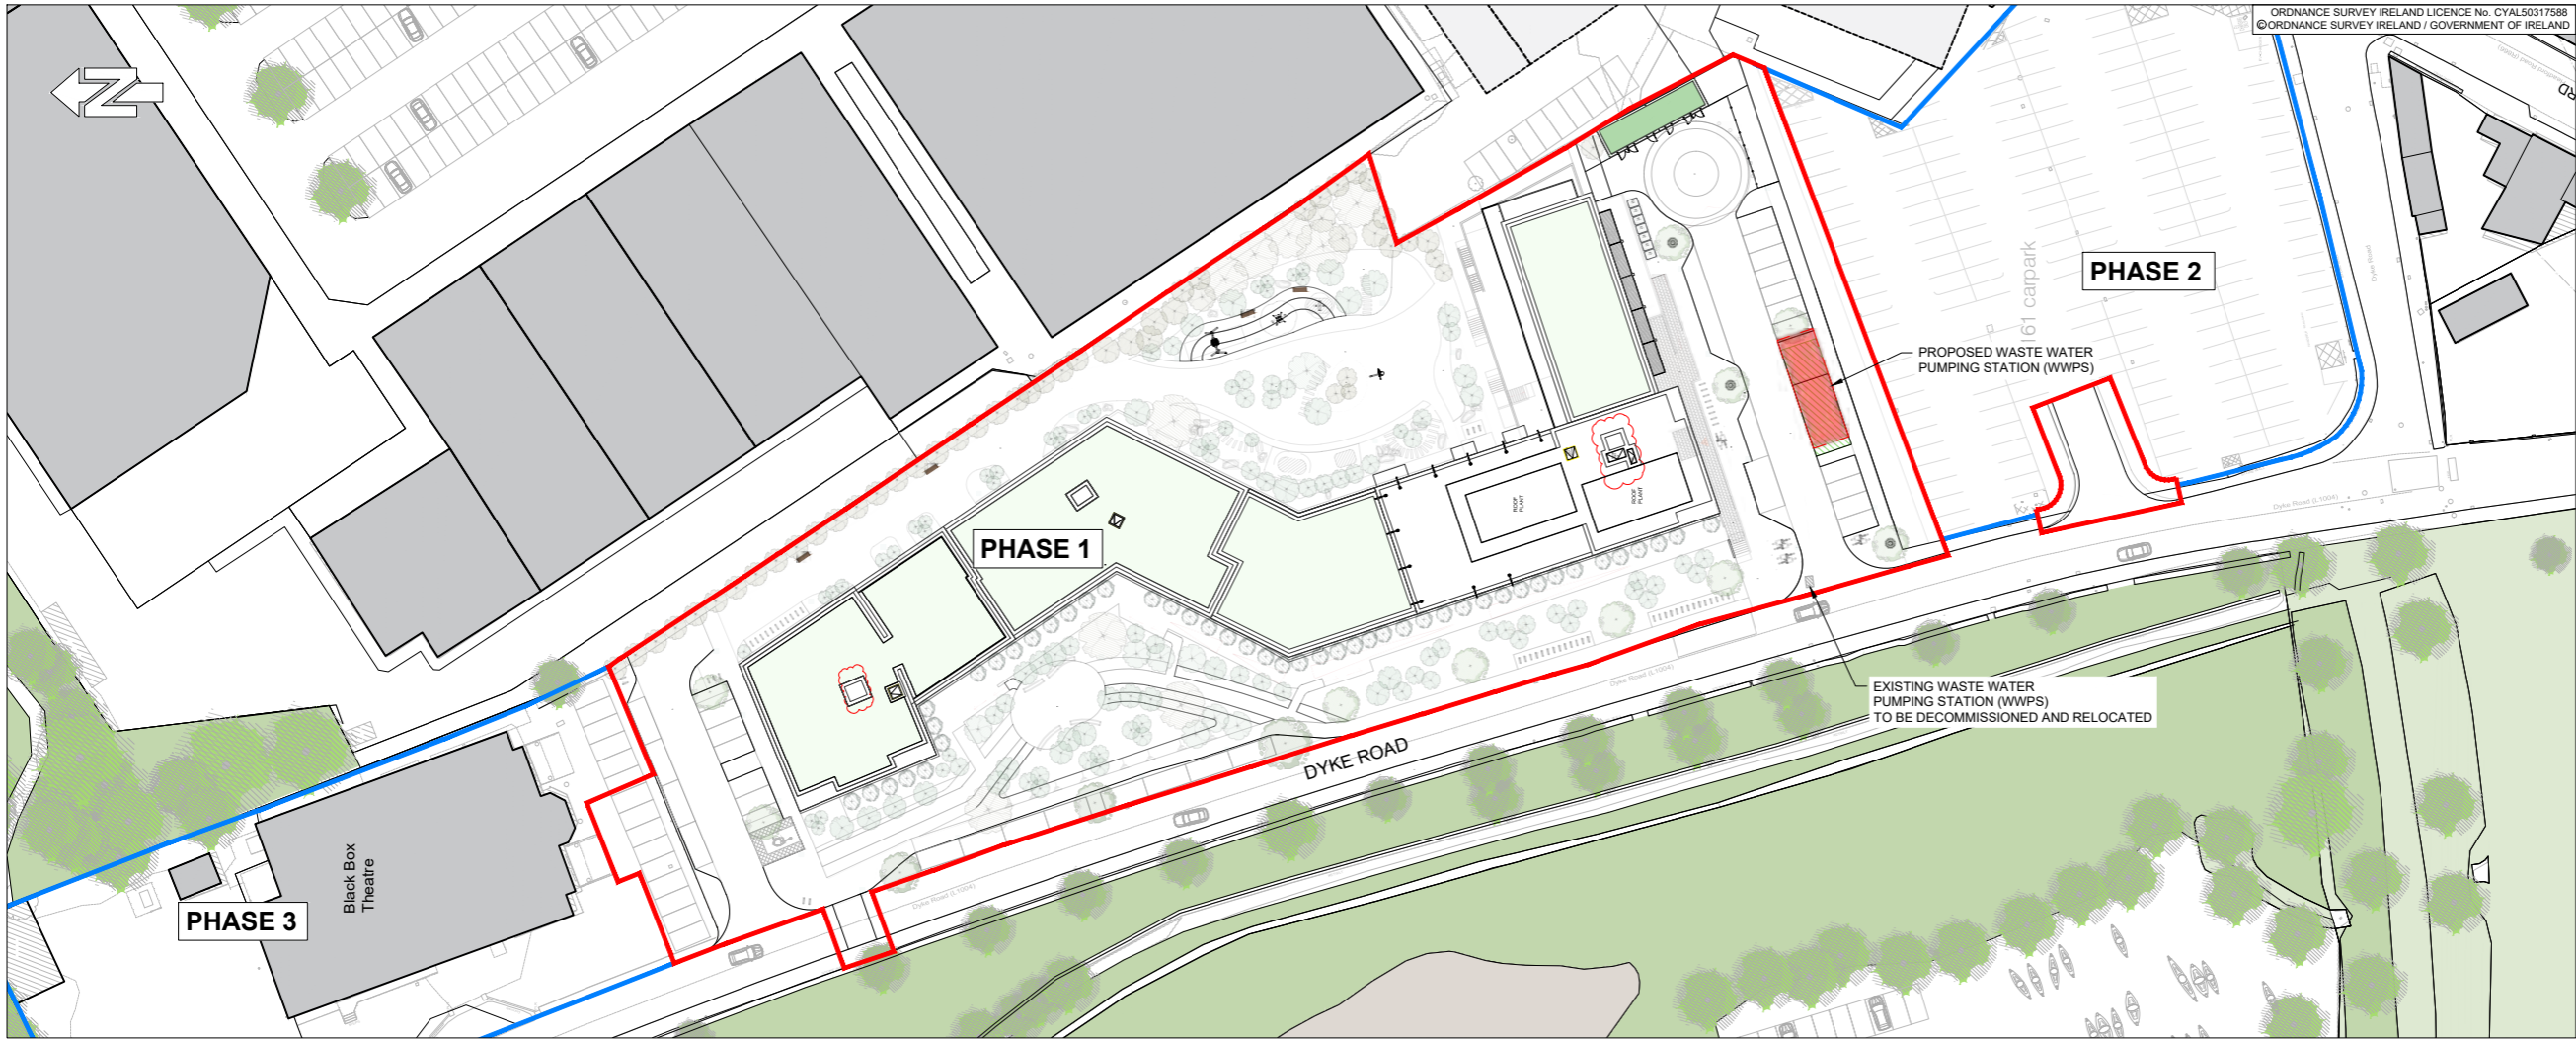 ORDNANCE SURVEY IRELAND LICENCE No. CYAL50317588
© ORDNANCE SURVEY IRELAND / GOVERNMENT OF IRELAND
N
PHASE 2
161 carpark
Dyke Road
PROPOSED WASTE WATER
PUMPING STATION (WWPS)
PHASE 1
ROOF
PLANT
ROOF
PLANT
Dyke Road (L1004)
EXISTING WASTE WATER
PUMPING STATION (WWPS)
TO BE DECOMMISSIONED AND RELOCATED
Dyke Road (L1004)
DYKE ROAD
Dyke Road (L1004)
Black Box
Theatre
PHASE 3